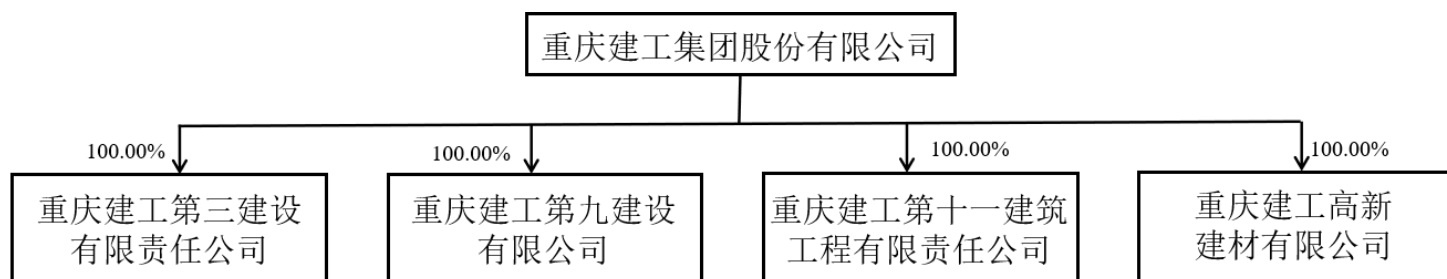 重庆建工集团股份有限公司
100.00%
100.00%
100.00%
100.00%
重庆建工第三建设
有限责任公司
重庆建工第九建设
有限公司
重庆建工第十一建筑
工程有限责任公司
重庆建工高新
建材有限公司